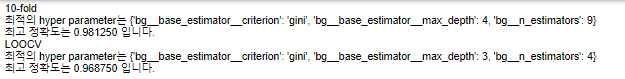 10-fold
최적의 hyper parameter는 {'bg__base_estimator__criterion': 'gini', 'bg__base_estimator__max_depth': 4, 'bg__n_estimators': 9}
최고 정확도는 0.981250 입니다.
LOOCV
최적의 hyper parameter는 {'bg__base_estimator__criterion': 'gini', 'bg__base_estimator__max_depth': 3, 'bg__n_estimators': 4}
최고 정확도는 0.968750 입니다.